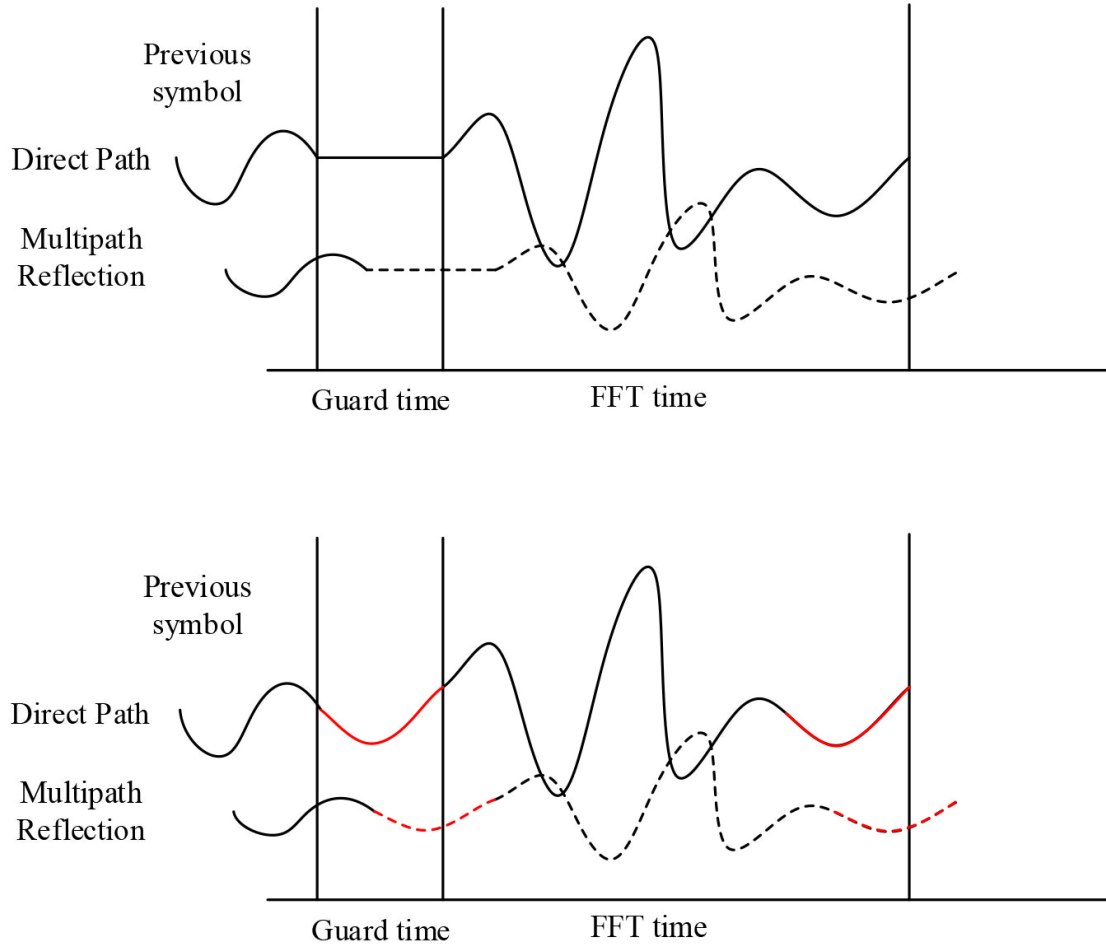 Previous
symbol
Direct Path
Multipath
Reflection
Guard time
FFT time
Previous
symbol
Direct Path
Multipath
Reflection
Guard time
FFT time